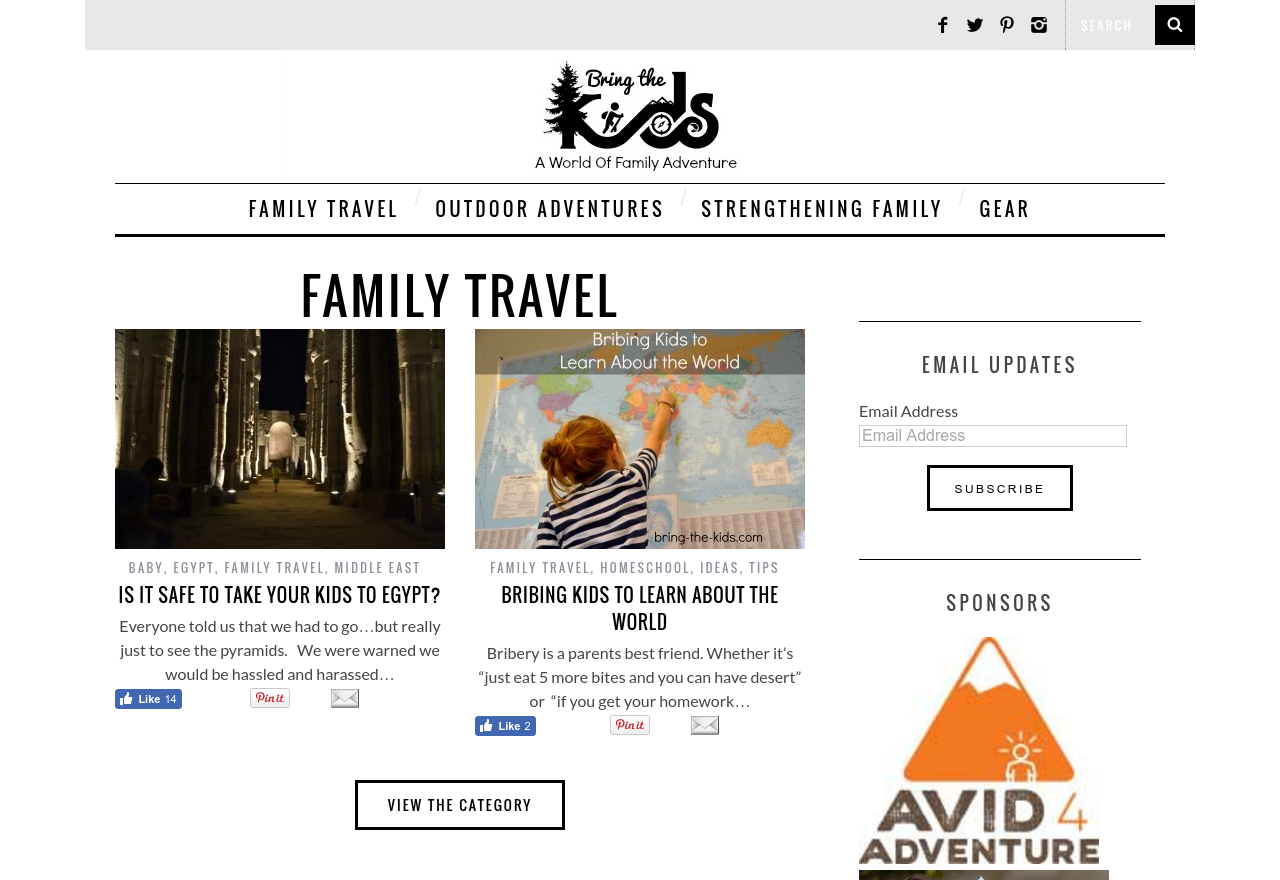 SEARCH
Bring the
Kids
A World Of Family Adventure
FAMILY TRAVEL / OUTDOOR ADVENTURES / STRENGTHENING FAMILY / GEAR
FAMILY TRAVEL
Bribing Kids to
Learn About the World
bring-the-kids.com
BABY, EGYPT, FAMILY TRAVEL, MIDDLE EAST
IS IT SAFE TO TAKE YOUR KIDS TO EGYPT?
Everyone told us that we had to go…but really
just to see the pyramids. We were warned we
would be hassled and harassed…
Like 14
Pin it
FAMILY TRAVEL, HOMESCHOOL, IDEAS, TIPS
BRIBING KIDS TO LEARN ABOUT THE
WORLD
Bribery is a parents best friend. Whether it’s
“just eat 5 more bites and you can have desert”
or “if you get your homework…
Like 2
Pin it
VIEW THE CATEGORY
EMAIL UPDATES
Email Address
Email Address
SUBSCRIBE
SPONSORS
AVID 4
ADVENTURE